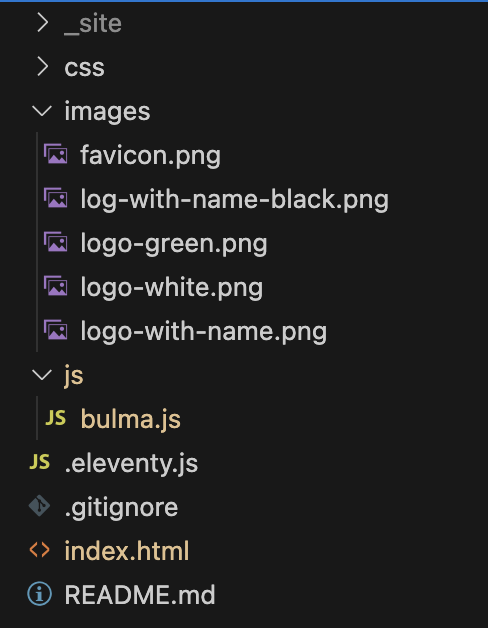 _site
css
images
favicon.png
log-with-name-black.png
logo-green.png
logo-white.png
logo-with-name.png
js
JS bulma.js
JS .eleventy.js
.gitignore
<> index.html
README.md